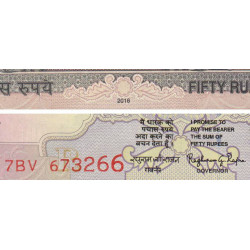 रुपये FIFTY RU
2016
मैं धारक को
पचास रुपये
अदा करने का
वचन देता हूँ
I PROMISE TO
PAY THE BEARER
THE SUM OF
FIFTY RUPEES
7BV 673266
GOVERNOR